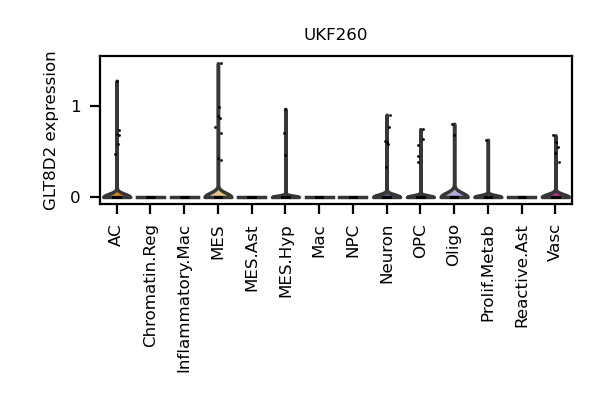 UKF260
GLT8D2 expression
1
0
AC
Chromatin.Reg
Inflammatory.Mac
MES
MES.Ast
MES.Hyp
Mac
NPC
Neuron
OPC
Oligo
Prolif.Metab
Reactive.Ast
Vasc